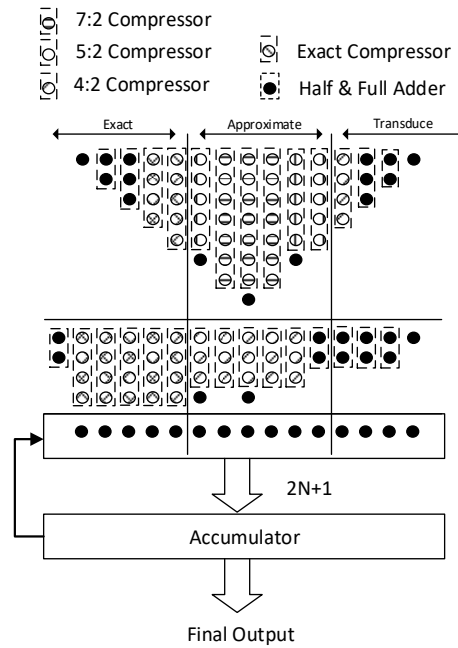 7:2 Compressor
5:2 Compressor
4:2 Compressor
Exact Compressor
Half & Full Adder
Exact
Approximate
Transduce
2N+1
Accumulator
Final Output